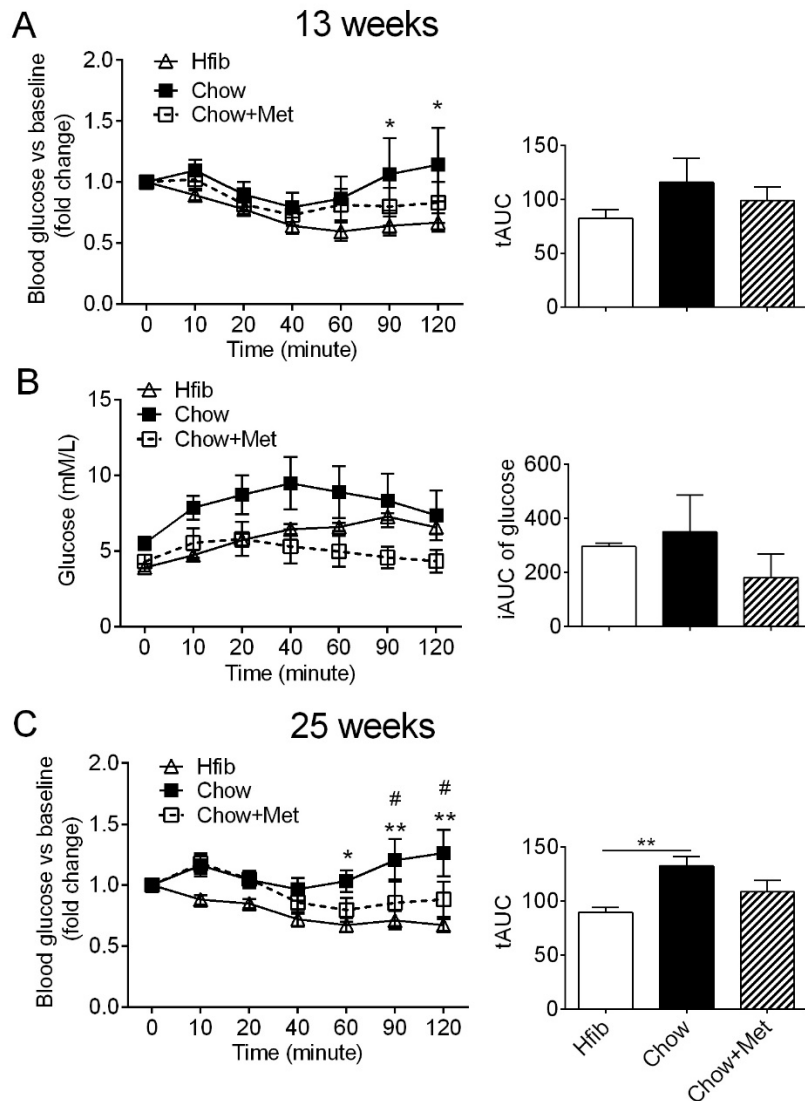 A
13 weeks
Hfib
Chow
Chow+Met
2.0
1.5
1.0
0.5
0.0
Blood glucose vs baseline
(fold change)
* *
0 10 20 40 60 90 120
Time (minute)
150
100
50
0
tAUC
B
Hfib
Chow
Chow+Met
15
10
5
0
Glucose (mM/L)
0 10 20 40 60 90 120
Time (minute)
600
400
200
0
iAUC of glucose
C
25 weeks
Hfib
Chow
Chow+Met
2.0
1.5
1.0
0.5
0.0
Blood glucose vs baseline
(fold change)
# #
* ** **
0 10 20 40 60 90 120
Time (minute)
150
100
50
0
tAUC
**
Hfib
Chow
Chow+Met